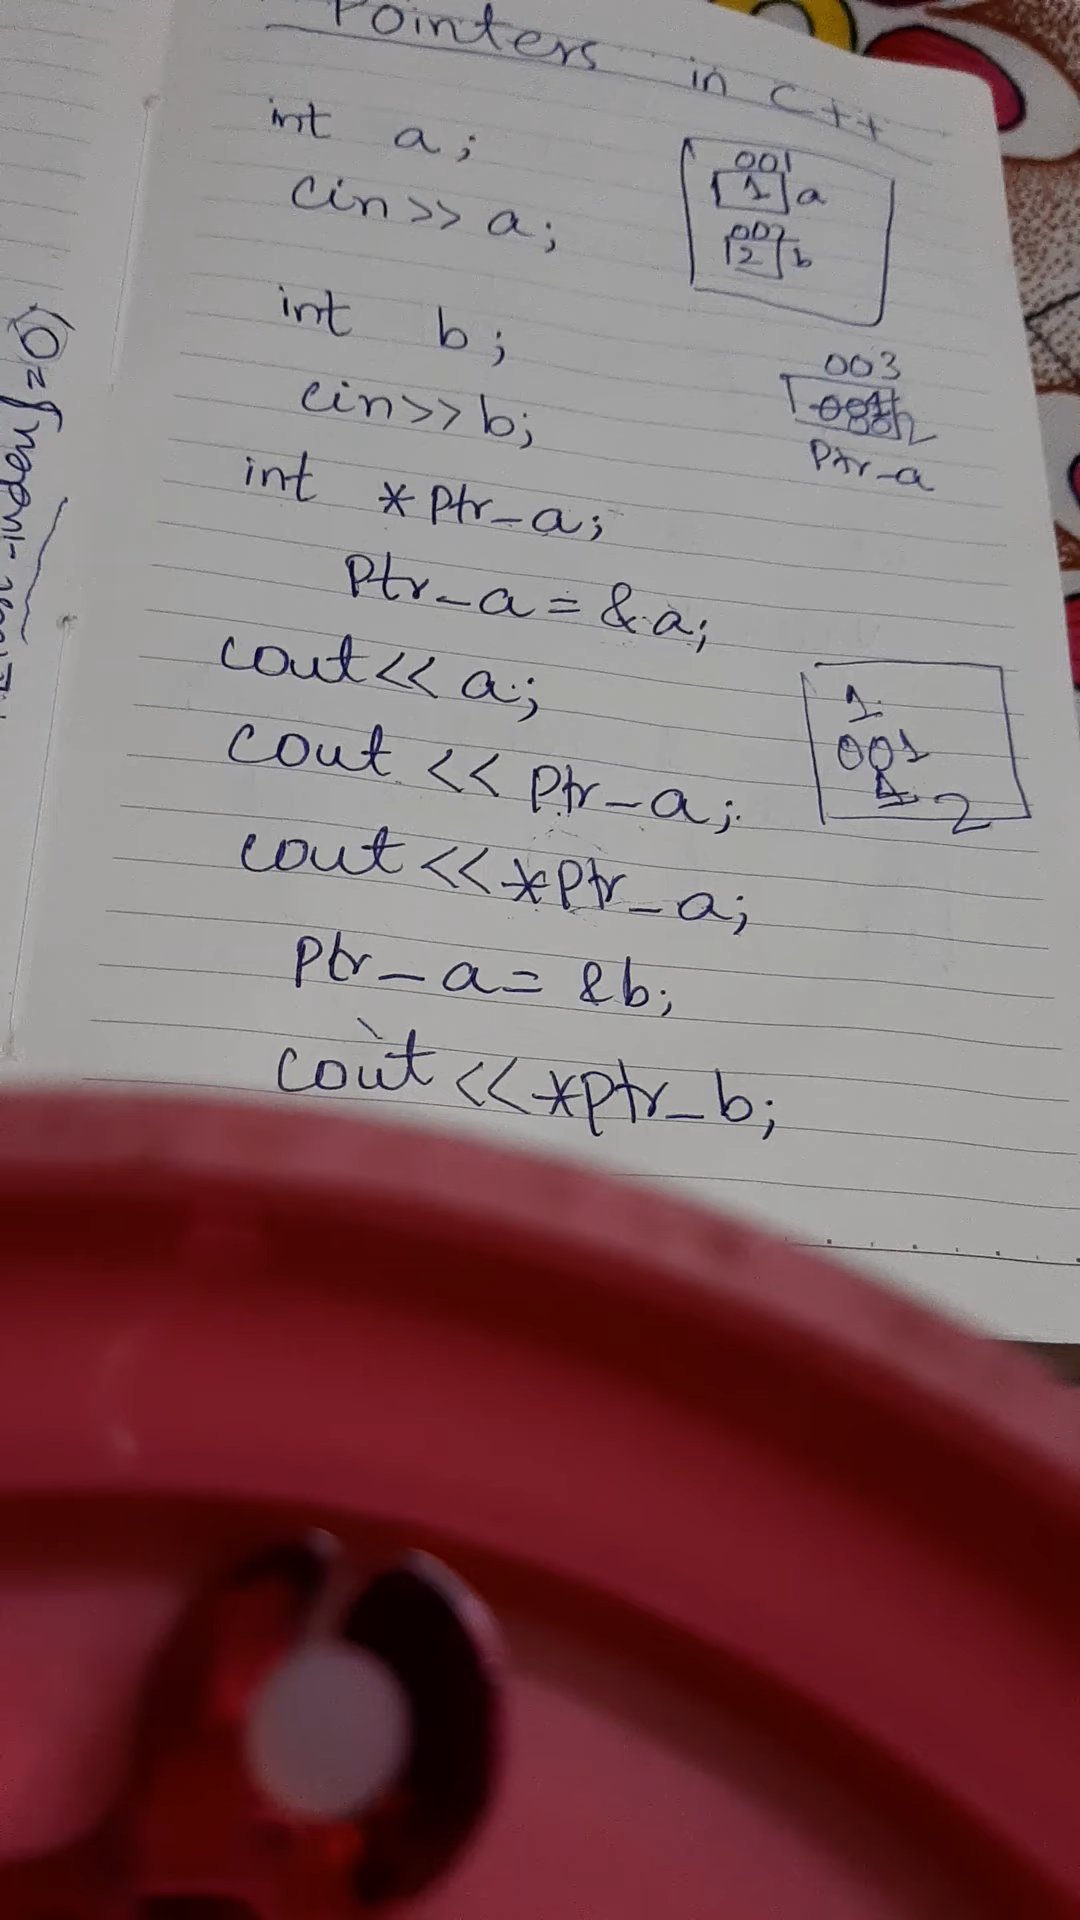 Pointers in C++
int a;
cin>> a;
int b;
cin>> b;
int *Ptr_a;
Ptr_a = &a;
cout<< a;
cout << Ptr_a;
cout << *Ptr_a;
Ptr_a = &b;
cout << *ptr_b;
001
1 a
002
2 b
003
Ptr_a
1
001
1 2